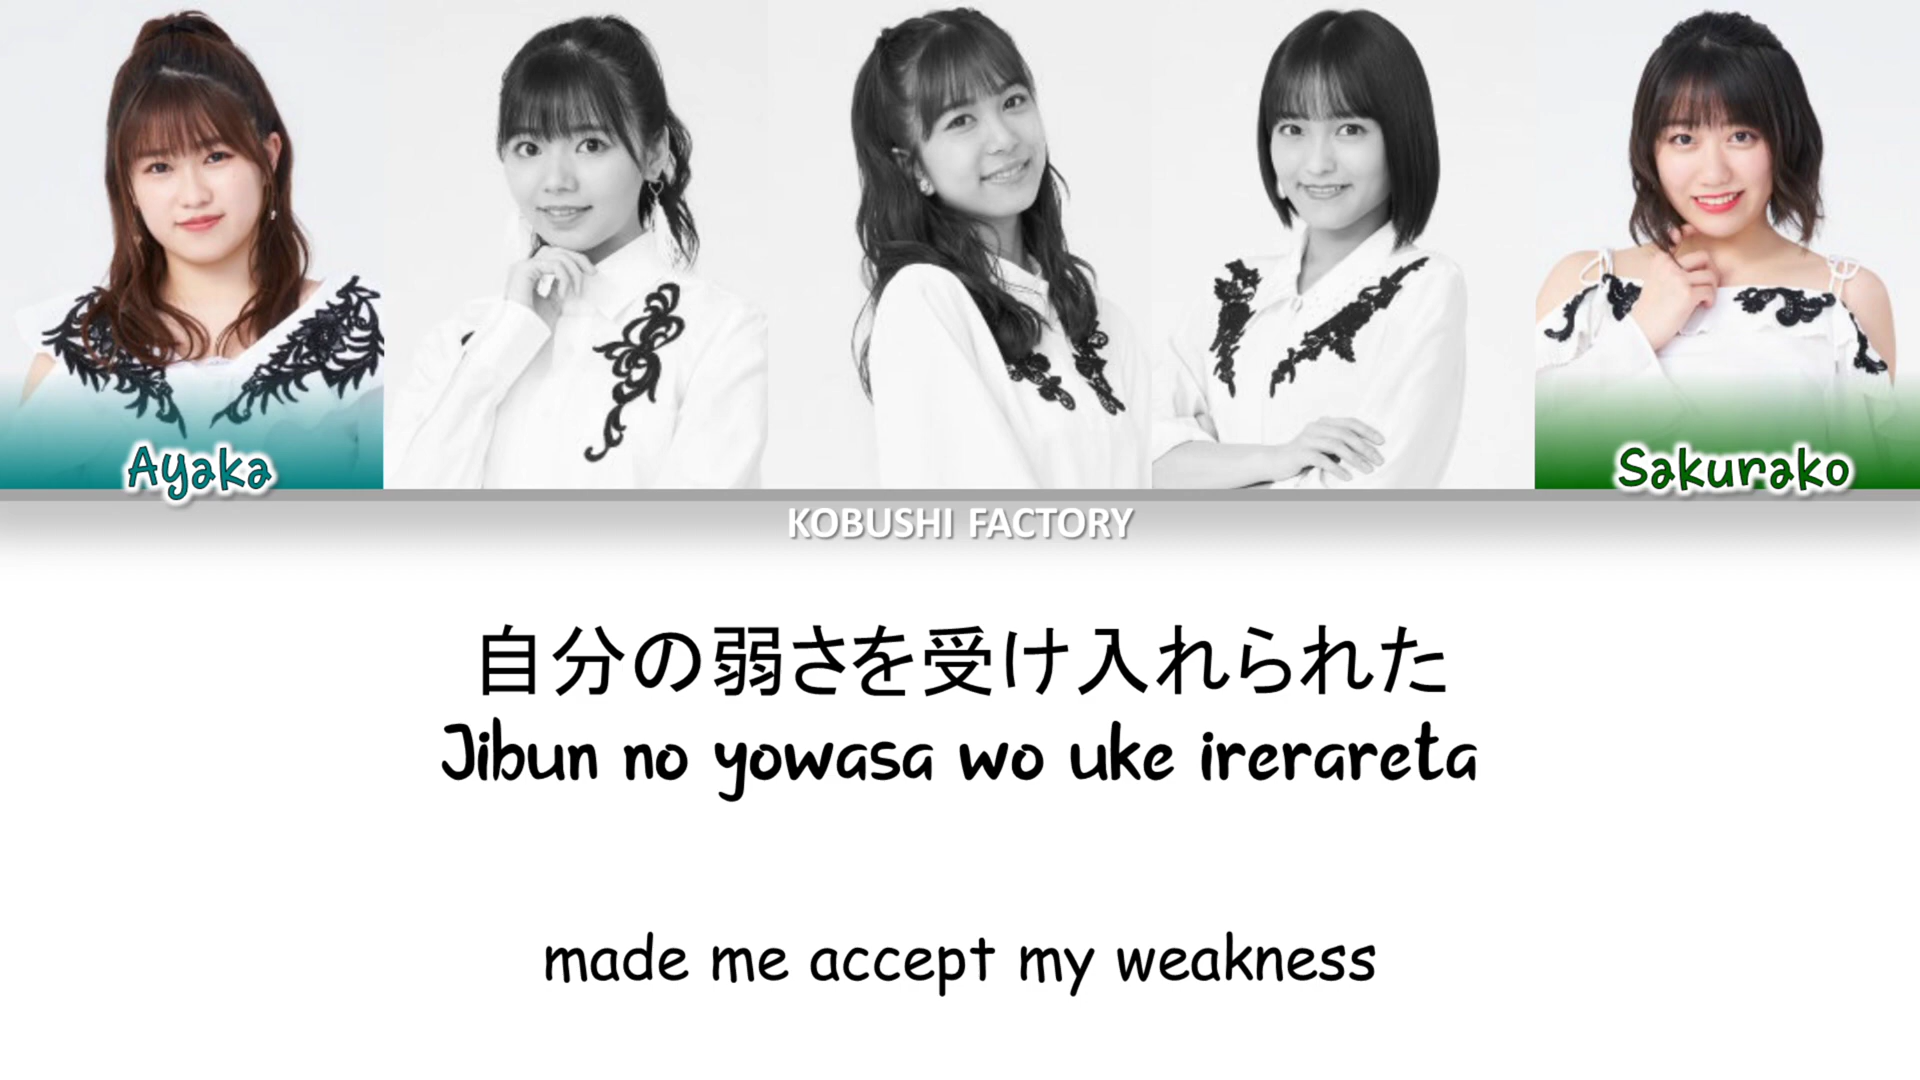 Ayaka
Sakurako
KOBUSHI FACTORY
自分の弱さを受け入れられた
Jibun no yowasa wo uke irerareta
made me accept my weakness